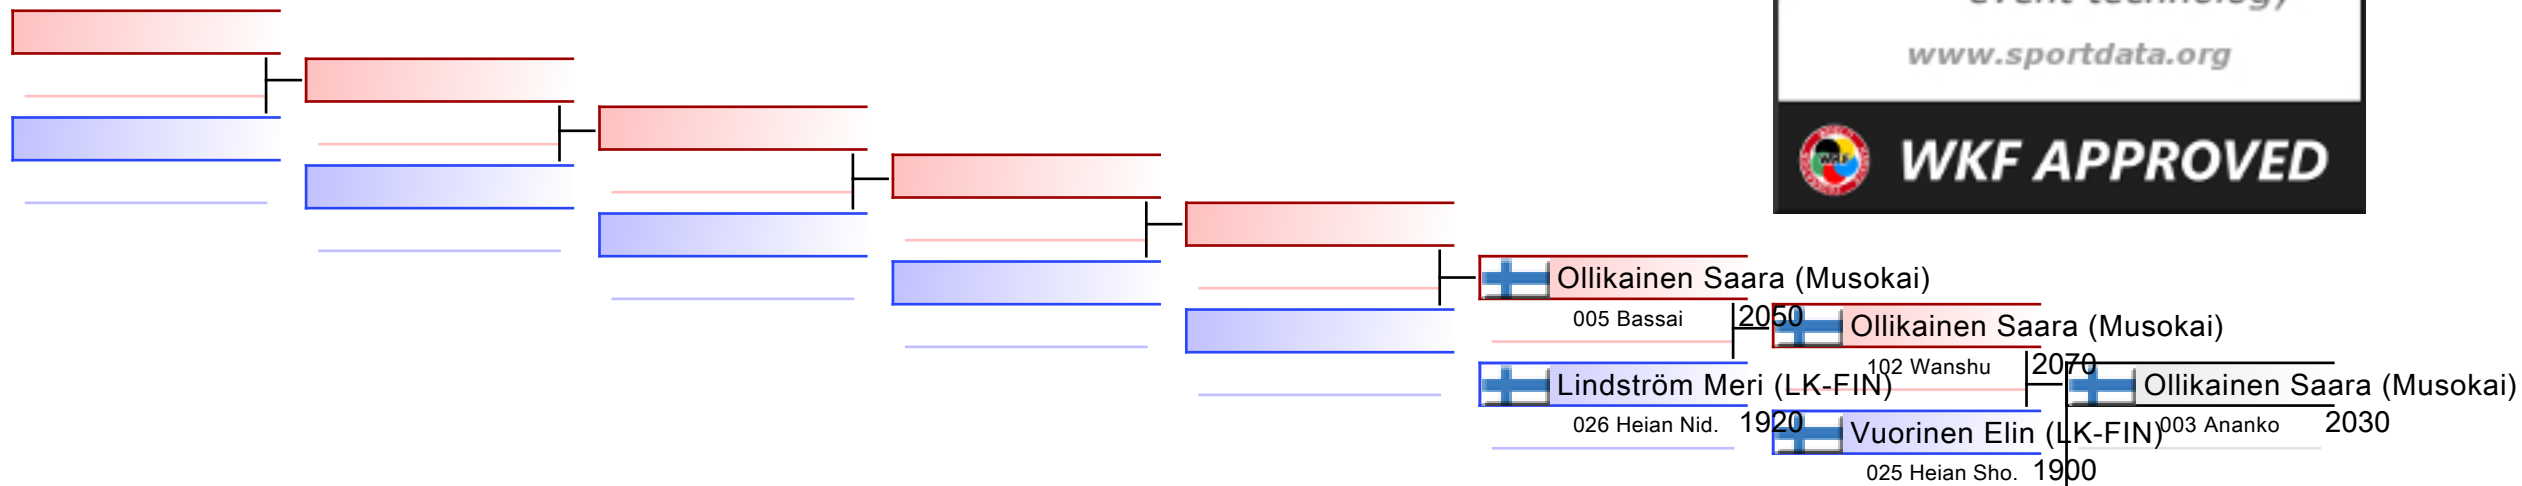 event technology
www.sportdata.org
WKF APPROVED
Ollikainen Saara (Musokai)
005 Bassai 2050
Lindström Meri (LK-FIN)
026 Heian Nid. 1920
Ollikainen Saara (Musokai)
102 Wanshu 2070
Vuorinen Elin (LK-FIN)
025 Heian Sho. 1900
Ollikainen Saara (Musokai)
003 Ananko 2030